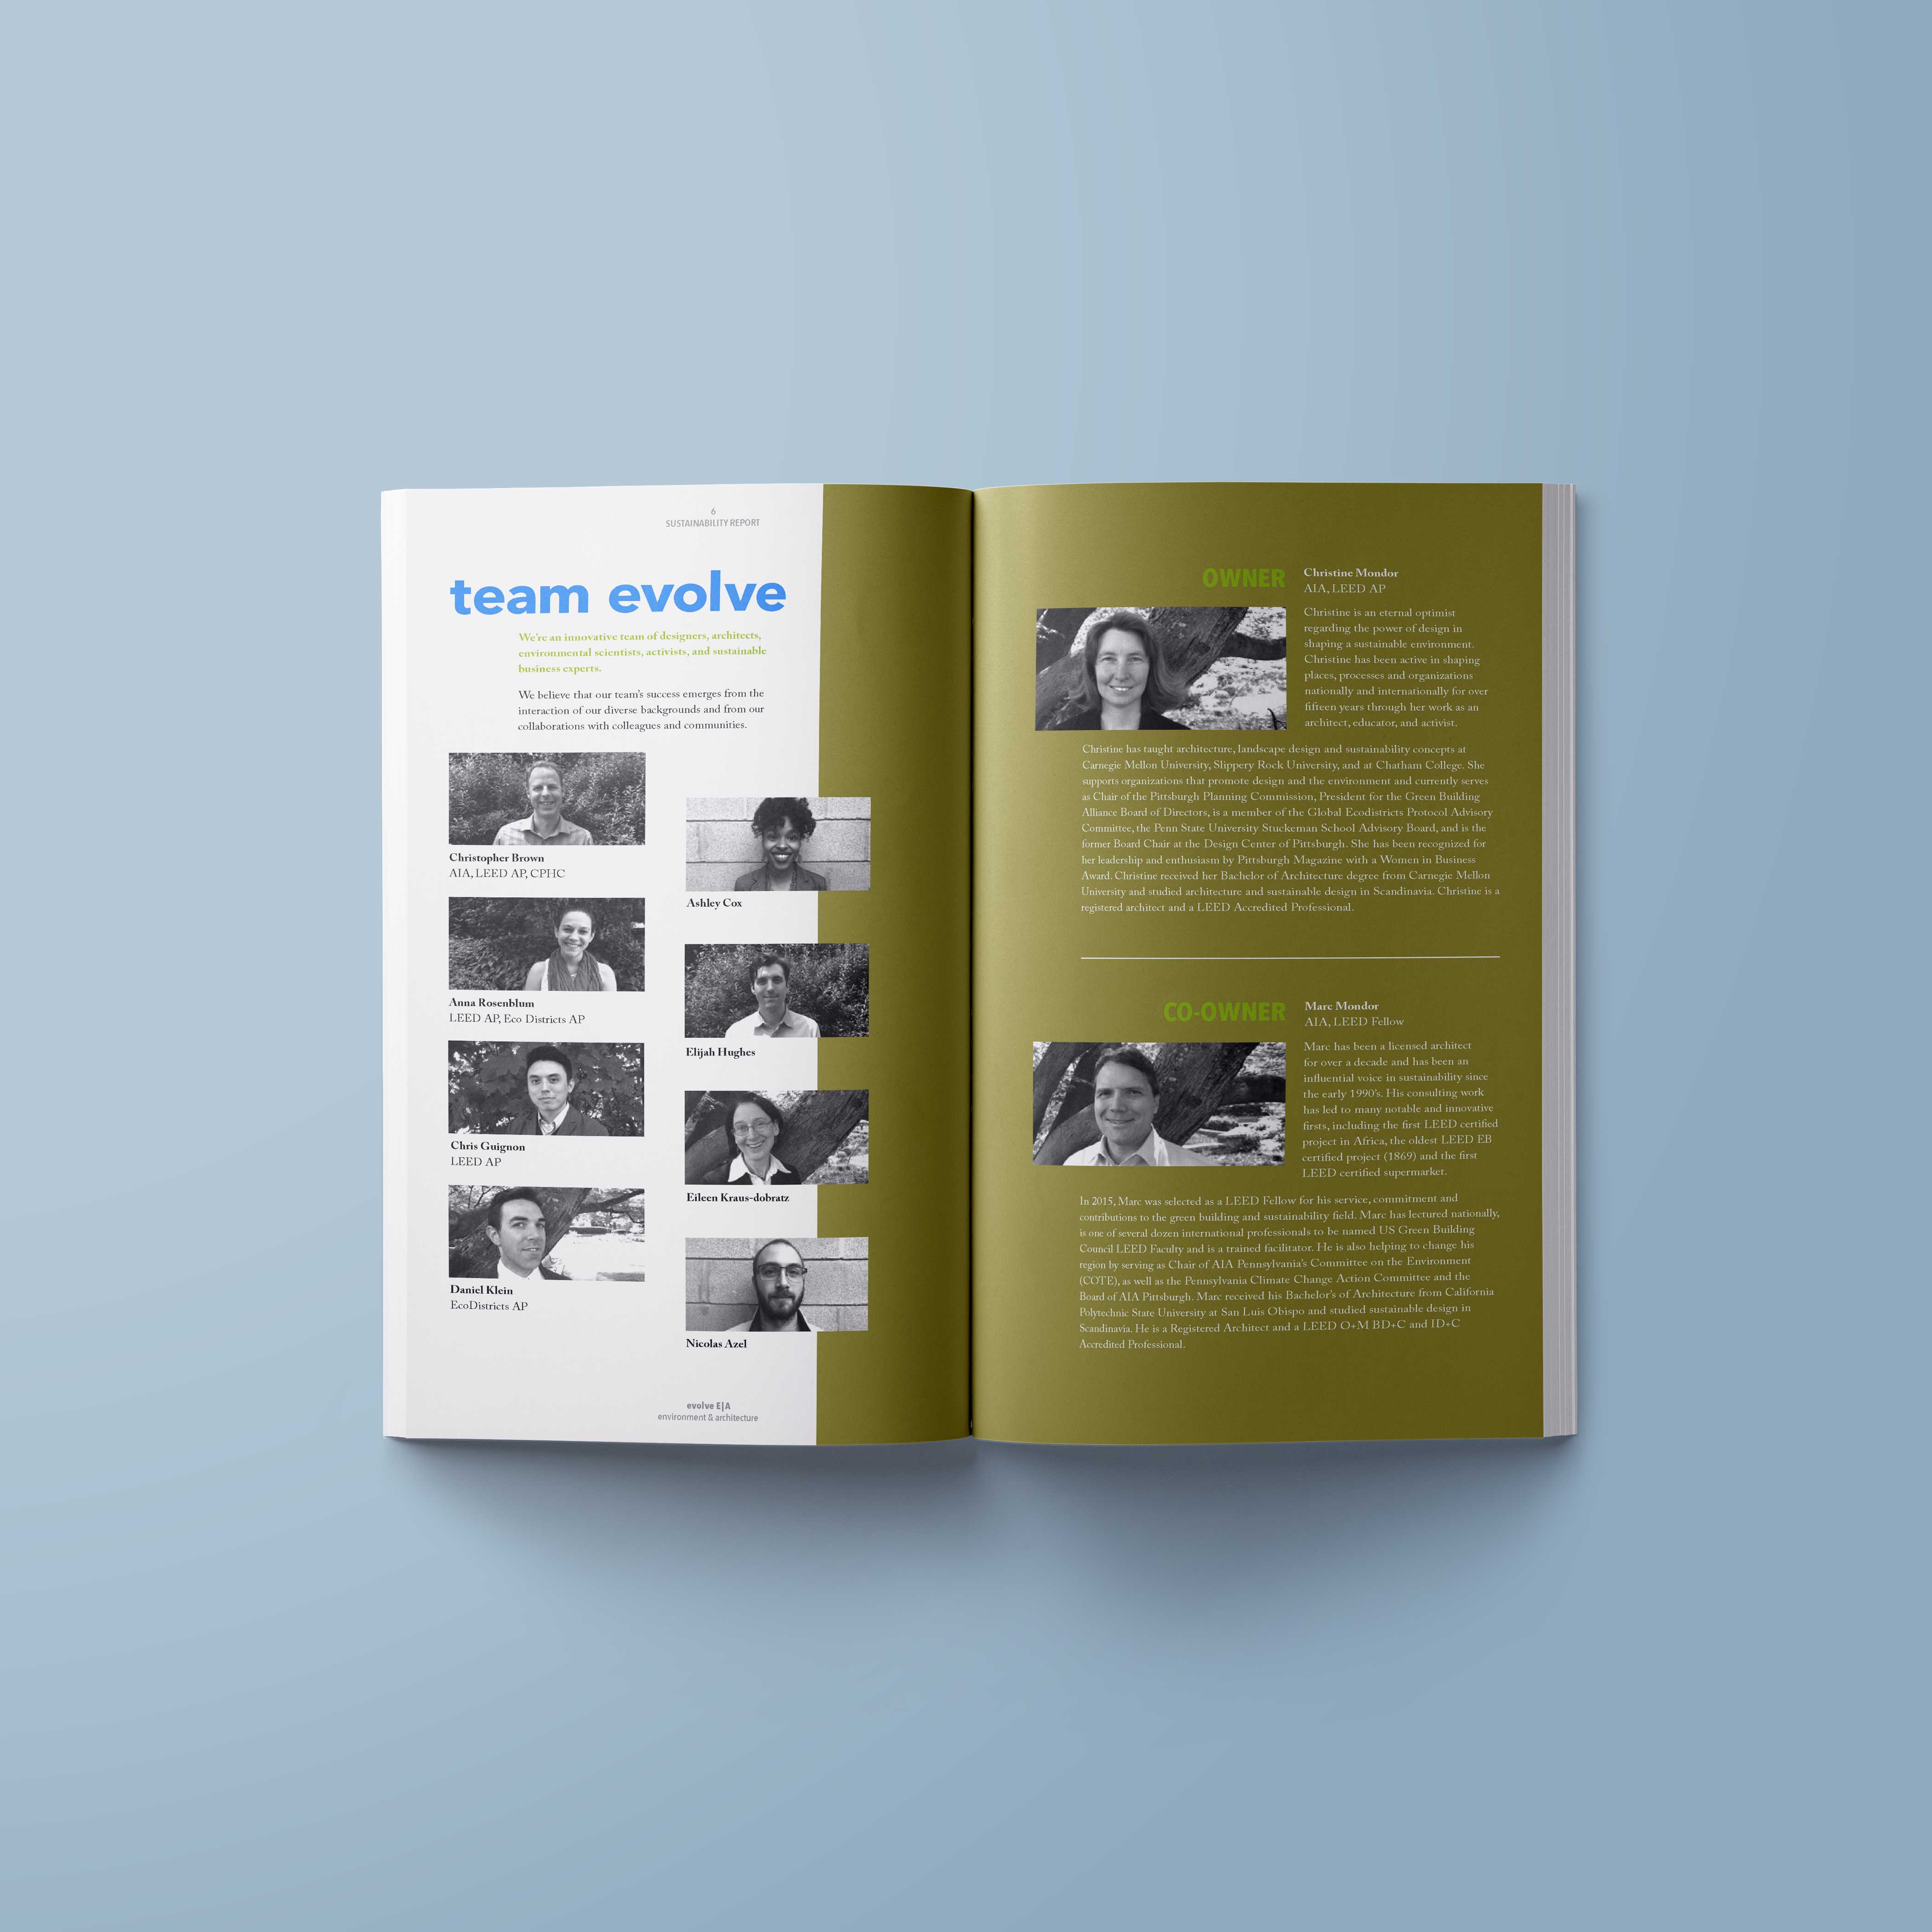 6
SUSTAINABILITY REPORT
team evolve
We're an innovative team of designers, architects,
environmental scientists, activists, and sustainable
business experts.
We believe that our team's success emerges from the
interaction of our diverse backgrounds and from our
collaborations with colleagues and communities.
Christopher Brown
AIA, LEED AP, CPHC
Anna Rosenblum
LEED AP, Eco Districts AP
Chris Guignon
LEED AP
Daniel Klein
EcoDistricts AP
Ashley Cox
Elijah Hughes
Eileen Kraus-dobratz
Nicolas Azel
evolve E|A
environment & architecture
OWNER
Christine Mondor
AIA, LEED AP
Christine is an eternal optimist
regarding the power of design in
shaping a sustainable environment.
Christine has been active in shaping
places, processes and organizations
nationally and internationally for over
fifteen years through her work as an
architect, educator, and activist.
Christine has taught architecture, landscape design and sustainability concepts at
Carnegie Mellon University, Slippery Rock University, and at Chatham College. She
supports organizations that promote design and the environment and currently serves
as Chair of the Pittsburgh Planning Commission, President for the Green Building
Alliance Board of Directors, is a member of the Global Ecodistricts Protocol Advisory
Committee, the Penn State University Stuckeman School Advisory Board, and is the
former Board Chair at the Design Center of Pittsburgh. She has been recognized for
her leadership and enthusiasm by Pittsburgh Magazine with a Women in Business
Award. Christine received her Bachelor of Architecture degree from Carnegie Mellon
University and studied architecture and sustainable design in Scandinavia. Christine is a
registered architect and a LEED Accredited Professional.
CO-OWNER
Marc Mondor
AIA, LEED Fellow
Marc has been a licensed architect
for over a decade and has been an
influential voice in sustainability since
the early 1990's. His consulting work
has led to many notable and innovative
firsts, including the first LEED certified
project in Africa, the oldest LEED EB
certified project (1869) and the first
LEED certified supermarket.
In 2015, Marc was selected as a LEED Fellow for his service, commitment and
contributions to the green building and sustainability field. Marc has lectured nationally,
is one of several dozen international professionals to be named US Green Building
Council LEED Faculty and is a trained facilitator. He is also helping to change his
region by serving as Chair of AIA Pennsylvania's Committee on the Environment
(COTE), as well as the Pennsylvania Climate Change Action Committee and the
Board of AIA Pittsburgh. Marc received his Bachelor's of Architecture from California
Polytechnic State University at San Luis Obispo and studied sustainable design in
Scandinavia. He is a Registered Architect and a LEED O+M BD+C and ID+C
Accredited Professional.